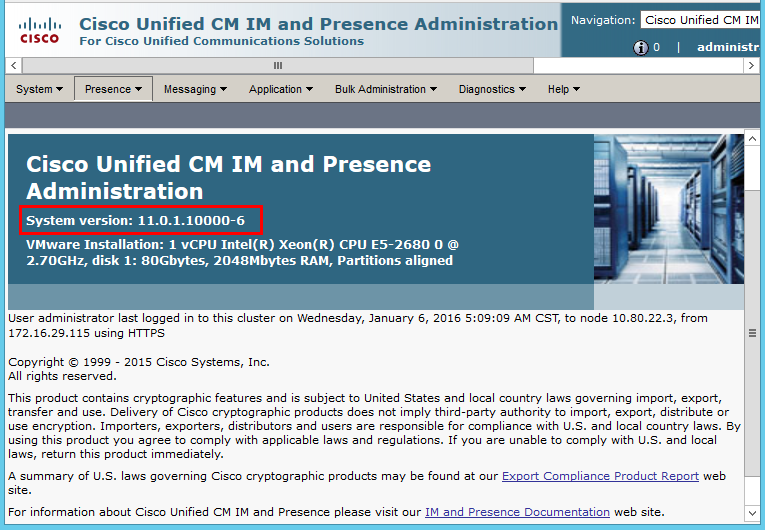 CISCO
Cisco Unified CM IM and Presence Administration
For Cisco Unified Communications Solutions
Navigation: Cisco Unified CM IM
0 | administr
System Presence Messaging Application Bulk Administration Diagnostics Help
Cisco Unified CM IM and Presence
Administration
System version: 11.0.1.10000-6
VMware Installation: 1 vCPU Intel(R) Xeon(R) CPU E5-2680 0 @
2.70GHz, disk 1: 80Gbytes, 2048Mbytes RAM, Partitions aligned
User administrator last logged in to this cluster on Wednesday, January 6, 2016 5:09:09 AM CST, to node 10.80.22.3, from
172.16.29.115 using HTTPS
Copyright © 1999 - 2015 Cisco Systems, Inc.
All rights reserved.
This product contains cryptographic features and is subject to United States and local country laws governing import, export,
transfer and use. Delivery of Cisco cryptographic products does not imply third-party authority to import, export, distribute or
use encryption. Importers, exporters, distributors and users are responsible for compliance with U.S. and local country laws. By
using this product you agree to comply with applicable laws and regulations. If you are unable to comply with U.S. and local
laws, return this product immediately.
A summary of U.S. laws governing Cisco cryptographic products may be found at our Export Compliance Product Report web
site.
For information about Cisco Unified CM IM and Presence please visit our IM and Presence Documentation web site.